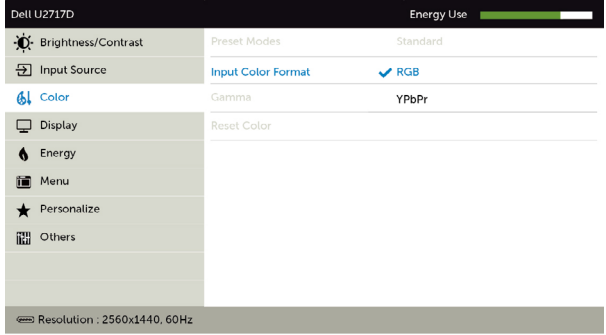 Dell U2717D Energy Use
Brightness/Contrast Preset Modes Standard
Input Source Input Color Format RGB
Color Gamma YPbPr
Display Reset Color
Energy
Menu
Personalize
Others
Resolution : 2560x1440, 60Hz